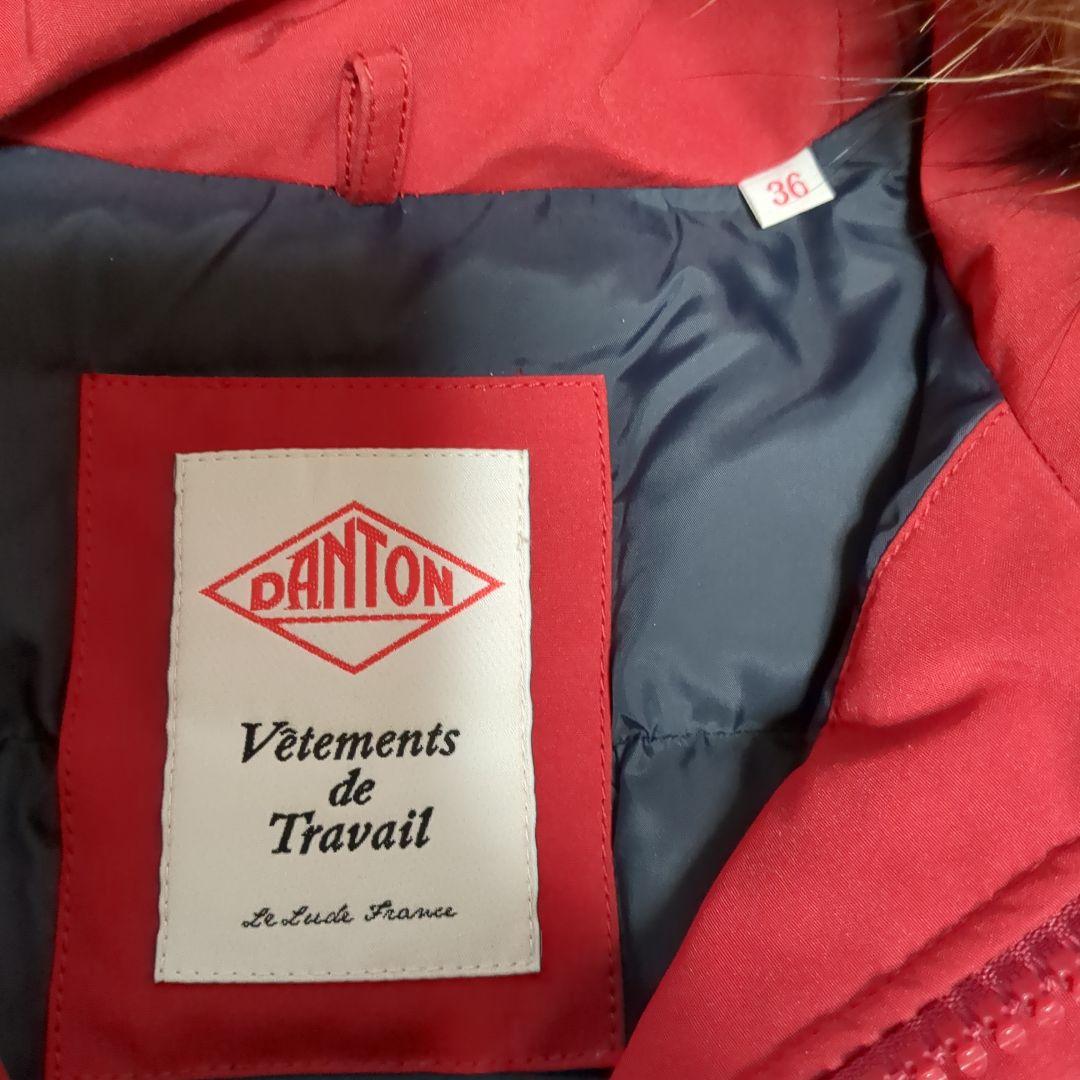 36
DANTON
Vêtements
de
Travail
Le Lude France